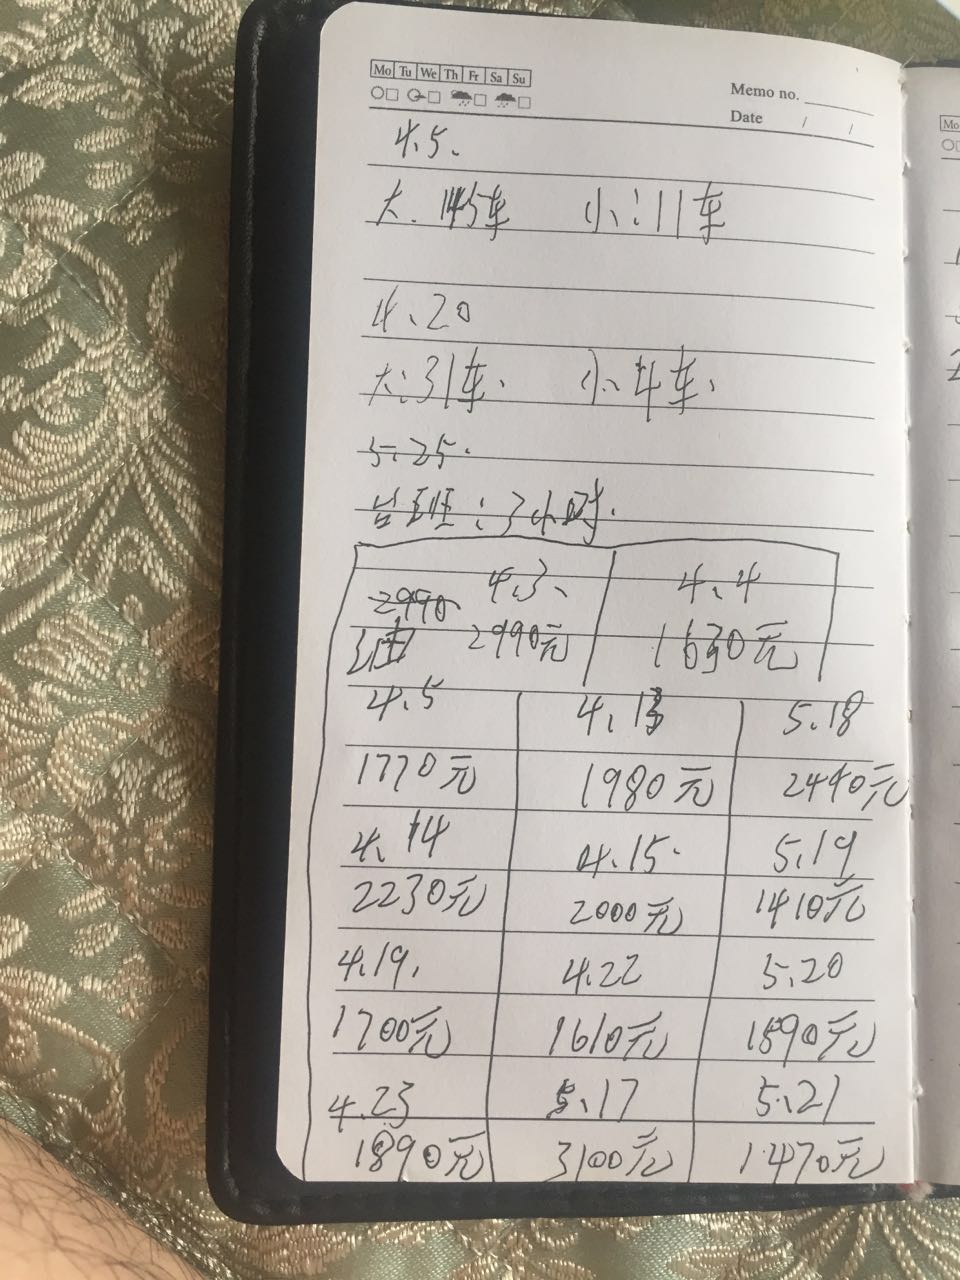 Mo Tu We Th Fr Sa Su
Memo no.
Date / /
4.5.
大. 145车 小:11车
4、20
大:31车、 小、4车、
5.25.
台班:3小时.
2990 4.3、 4、4
油 2990元 1630元
4.5 4.13 5.18
1770元 1980元 2440元
4.14 4.15. 5.19
2230元 2000元 1410元
4.19. 4.22 5.20
1700元 1610元 1890元
4.23 5.17 5.21
1890元 3100元 1470元
Mo